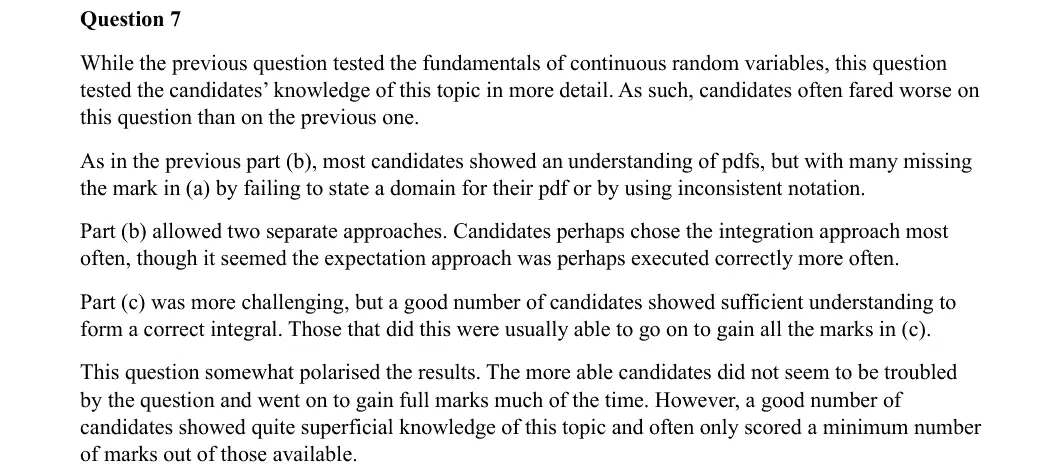 Question 7
While the previous question tested the fundamentals of continuous random variables, this question
tested the candidates’ knowledge of this topic in more detail. As such, candidates often fared worse on
this question than on the previous one.
As in the previous part (b), most candidates showed an understanding of pdfs, but with many missing
the mark in (a) by failing to state a domain for their pdf or by using inconsistent notation.
Part (b) allowed two separate approaches. Candidates perhaps chose the integration approach most
often, though it seemed the expectation approach was perhaps executed correctly more often.
Part (c) was more challenging, but a good number of candidates showed sufficient understanding to
form a correct integral. Those that did this were usually able to go on to gain all the marks in (c).
This question somewhat polarised the results. The more able candidates did not seem to be troubled
by the question and went on to gain full marks much of the time. However, a good number of
candidates showed quite superficial knowledge of this topic and often only scored a minimum number
of marks out of those available.